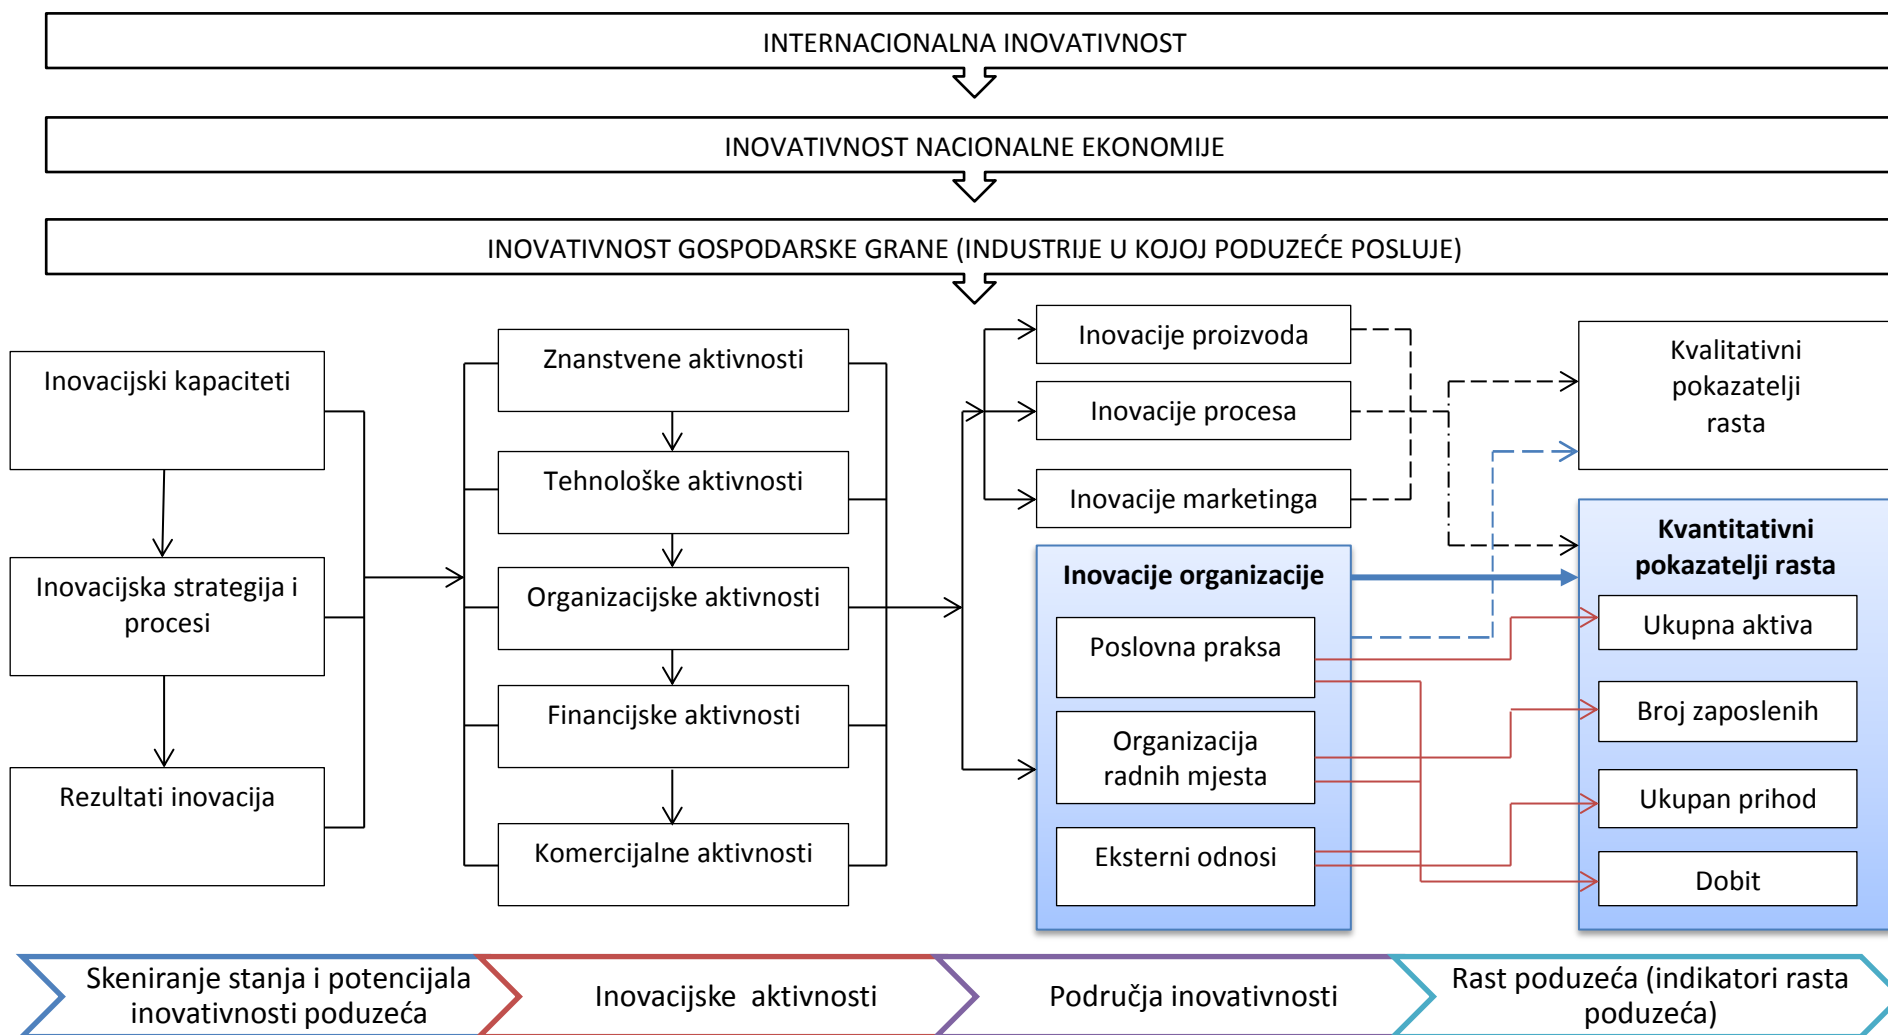 INTERNACIONALNA INOVATIVNOST
INOVATIVNOST NACIONALNE EKONOMIJE
INOVATIVNOST GOSPODARSKE GRANE (INDUSTRIJE U KOJOJ PODUZEĆE POSLUJE)
Inovacijski kapaciteti
Inovacijska strategija i
procesi
Rezultati inovacija
Znanstvene aktivnosti
Tehnološke aktivnosti
Organizacijske aktivnosti
Financijske aktivnosti
Komercijalne aktivnosti
Inovacije proizvoda
Inovacije procesa
Inovacije marketinga
Inovacije organizacije
Poslovna praksa
Organizacija
radnih mjesta
Eksterni odnosi
Kvalitativni
pokazatelji
rasta
Kvantitativni
pokazatelji rasta
Ukupna aktiva
Broj zaposlenih
Ukupan prihod
Dobit
Skeniranje stanja i potencijala
inovativnosti poduzeća
Inovacijske  aktivnosti
Područja inovativnosti
Rast poduzeća (indikatori rasta
poduzeća)